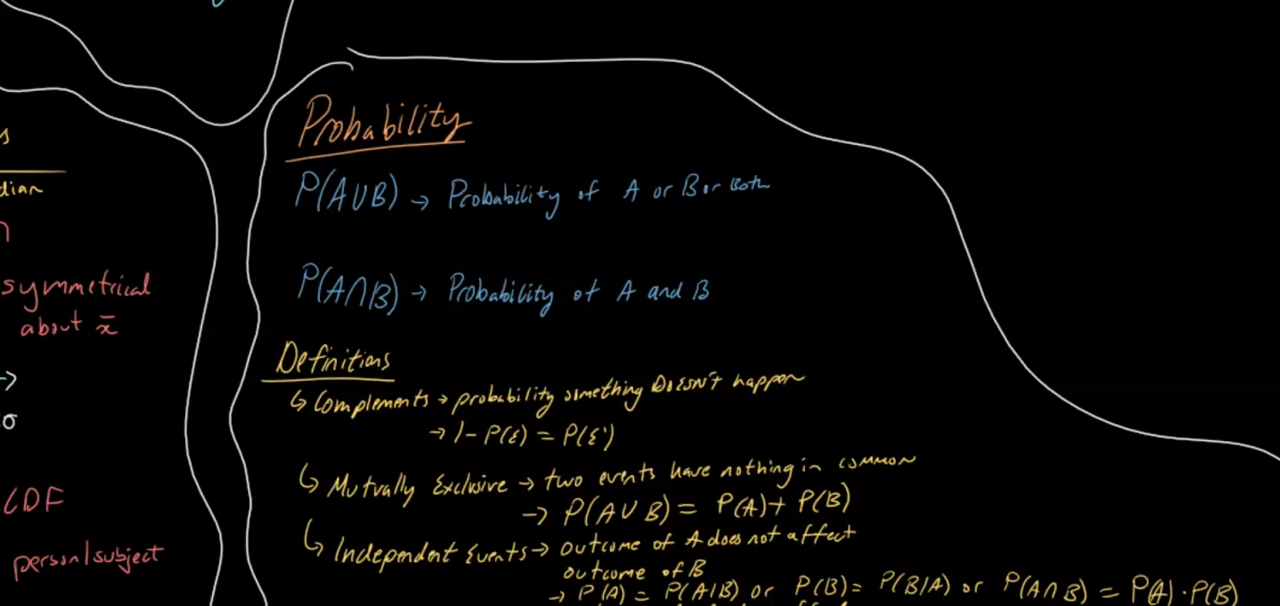 s
dian
symmetrical
about x̄
CDF
person/subject
Probability
P(A∪B) → Probability of A or B or Both
P(A∩B) → Probability of A and B
Definitions
↳ Complements → probability something Doesn't happen
→ 1-P(ε) = P(ε')
↳ Mutually Exclusive → two events have nothing in common
→ P(A∪B) = P(A)+ P(B)
↳ Independent Events → outcome of A does not affect
outcome of B
→ P(A) = P(A|B) or P(B) = P(B|A) or P(A∩B) = P(A)·P(B)